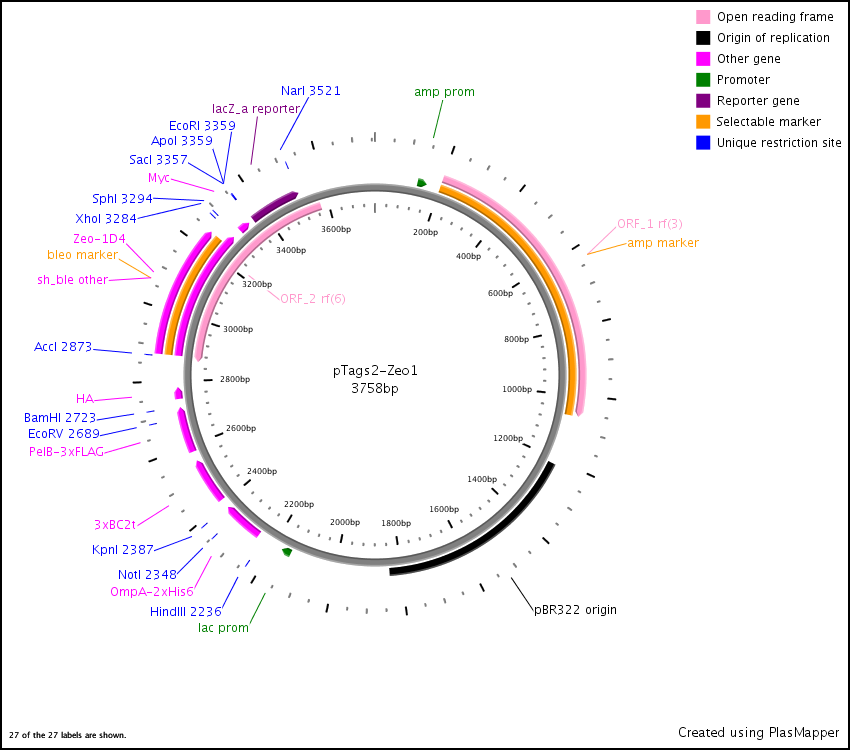 Open reading frame
Origin of replication
Other gene
Promoter
Reporter gene
Selectable marker
Unique restriction site
NarI 3521
amp prom
lacZ_a reporter
EcoRI 3359
ApoI 3359
SacI 3357
Myc
SphI 3294
XhoI 3284
Zeo-1D4
bleo marker
sh_ble other
AccI 2873
HA
BamHI 2723
EcoRV 2689
PelB-3xFLAG
3xBC2t
KpnI 2387
NotI 2348
OmpA-2xHis6
HindIII 2236
lac prom
pBR322 origin
ORF_1 rf(3)
amp marker
ORF_2 rf(6)
200bp
400bp
600bp
800bp
1000bp
1200bp
1400bp
1600bp
1800bp
2000bp
2200bp
2400bp
2600bp
2800bp
3000bp
3200bp
3400bp
3600bp
pTags2-Zeo1
3758bp
27 of the 27 labels are shown.
Created using PlasMapper